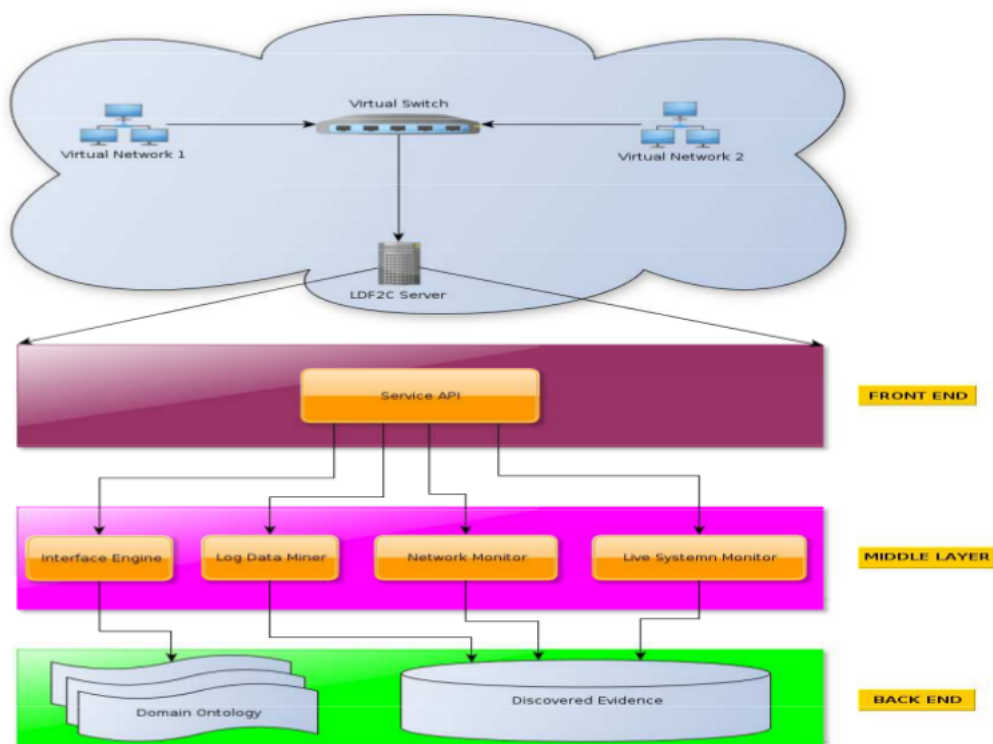 Virtual Switch
Virtual Network 1
Virtual Network 2
LDF2C Server
Service API
FRONT END
Interface Engine
Log Data Miner
Network Monitor
Live Systemn Monitor
MIDDLE LAYER
Domain Ontology
Discovered Evidence
BACK END